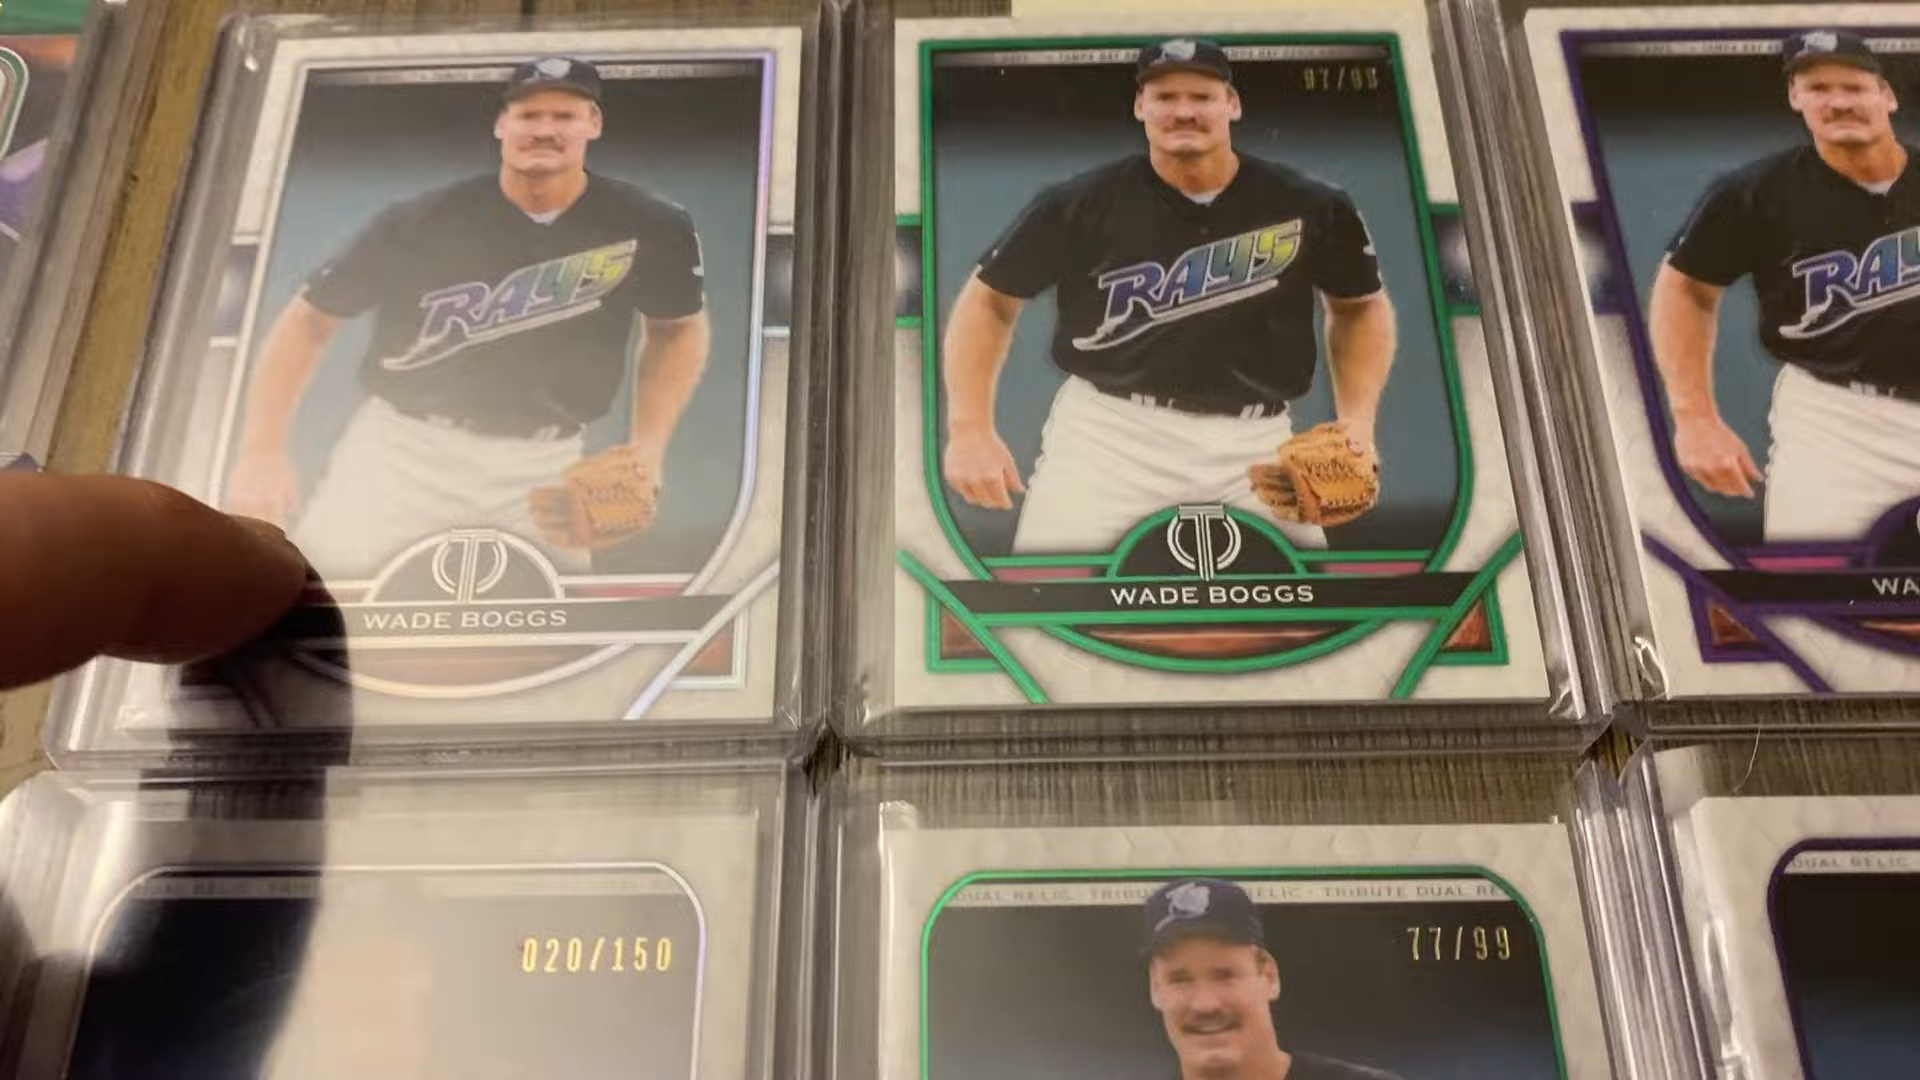 97/99
RAYS
RAYS
RAYS
WADE BOGGS
WADE BOGGS
WA
DUAL RELIC · TRIBUTE DUAL RELIC · TRIBUTE DUAL RE
DUAL RELIC
020/150
77/99